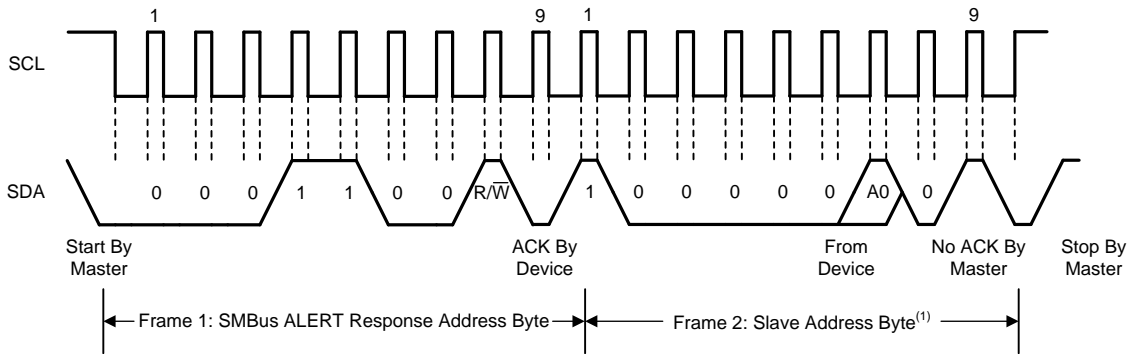 1 9 1 9
SCL
SDA 0 0 0 1 1 0 0 R/W̅ 1 0 0 0 0 0 A0 0
Start By
Master
ACK By
Device
From
Device
No ACK By
Master
Stop By
Master
Frame 1: SMBus ALERT Response Address Byte
Frame 2: Slave Address Byte(1)